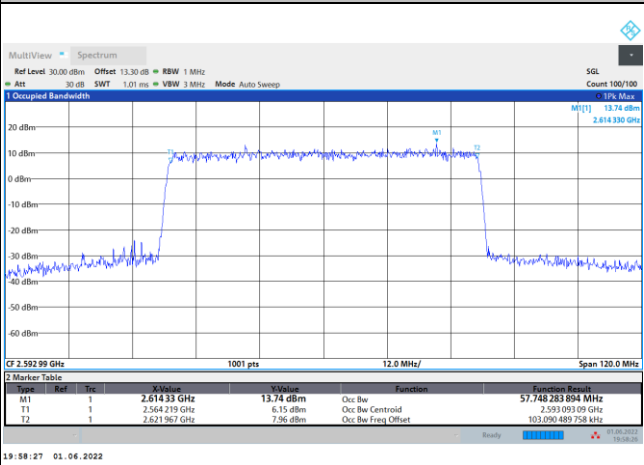 MultiView Spectrum
Ref Level 30.00 dBm Offset 13.30 dB RBW 1 MHz SGL
Att 30 dB SWT 1.01 ms VBW 3 MHz Mode Auto Sweep Count 100/100
1 Occupied Bandwidth 1Pk Max
M1[1] 13.74 dBm
2.614 330 GHz
20 dBm
M1
T1 T2
10 dBm
0 dBm
-10 dBm
-20 dBm
-30 dBm
-40 dBm
-50 dBm
-60 dBm
CF 2.592 99 GHz 1001 pts 12.0 MHz/ Span 120.0 MHz
2 Marker Table
Type Ref Trc X-Value Y-Value Function Function Result
M1 1 2.614 33 GHz 13.74 dBm Occ Bw 57.748 283 894 MHz
T1 1 2.564 219 GHz 6.15 dBm Occ Bw Centroid 2.593 093 09 GHz
T2 1 2.621 967 GHz 7.96 dBm Occ Bw Freq Offset 103.090 489 758 kHz
Ready 01.06.2022
19:58:26
19:58:27 01.06.2022